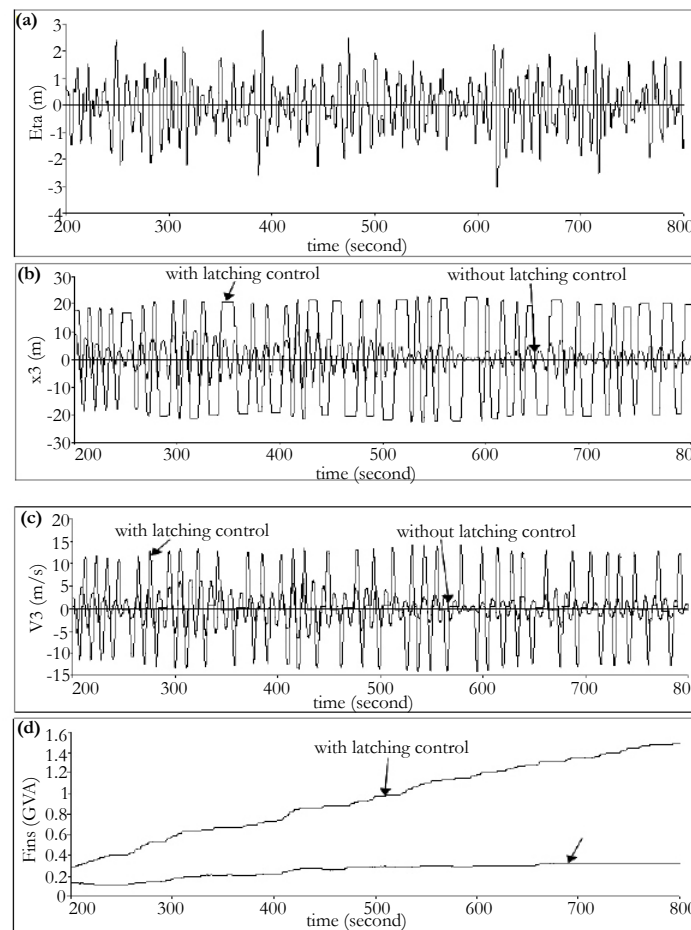 (a)
3
2
1
0
-1
-2
-3
-4
Eta (m)
200 300 400 500 600 700 800
time (second)
(b)
30
20
10
0
-10
-20
-30
x3 (m)
with latching control
without latching control
200 300 400 500 600 700 800
time (second)
(c)
20
15
10
5
0
-5
-10
-15
V3 (m/s)
with latching control
without latching control
200 300 400 500 600 700 80
time (second)
(d)
1.6
1.4
1.2
1
0.8
0.6
0.4
0.2
0
Fins (GVA)
with latching control
200 300 400 500 600 700 800
time (second)